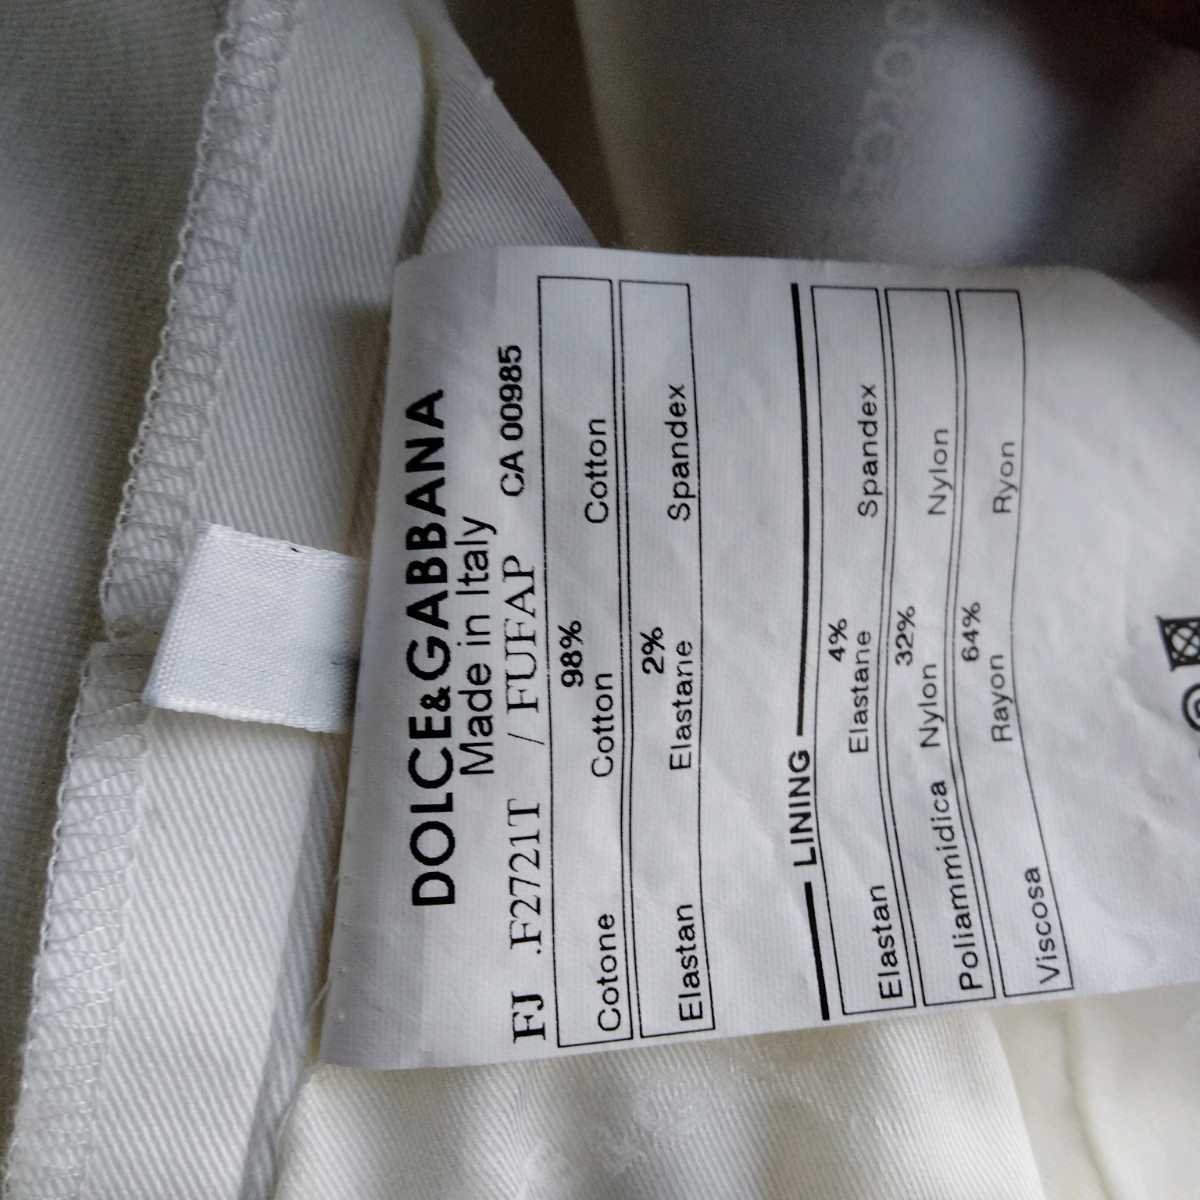 DOLCE&GABBANA
Made in Italy
FJ .F2721T / FUFAP CA 00985
98%
Cotone Cotton Cotton
2%
Elastan Elastane Spandex
LINING
4%
Elastan Elastane Spandex
32%
Poliammidica Nylon Nylon
64%
Viscosa Rayon Ryon